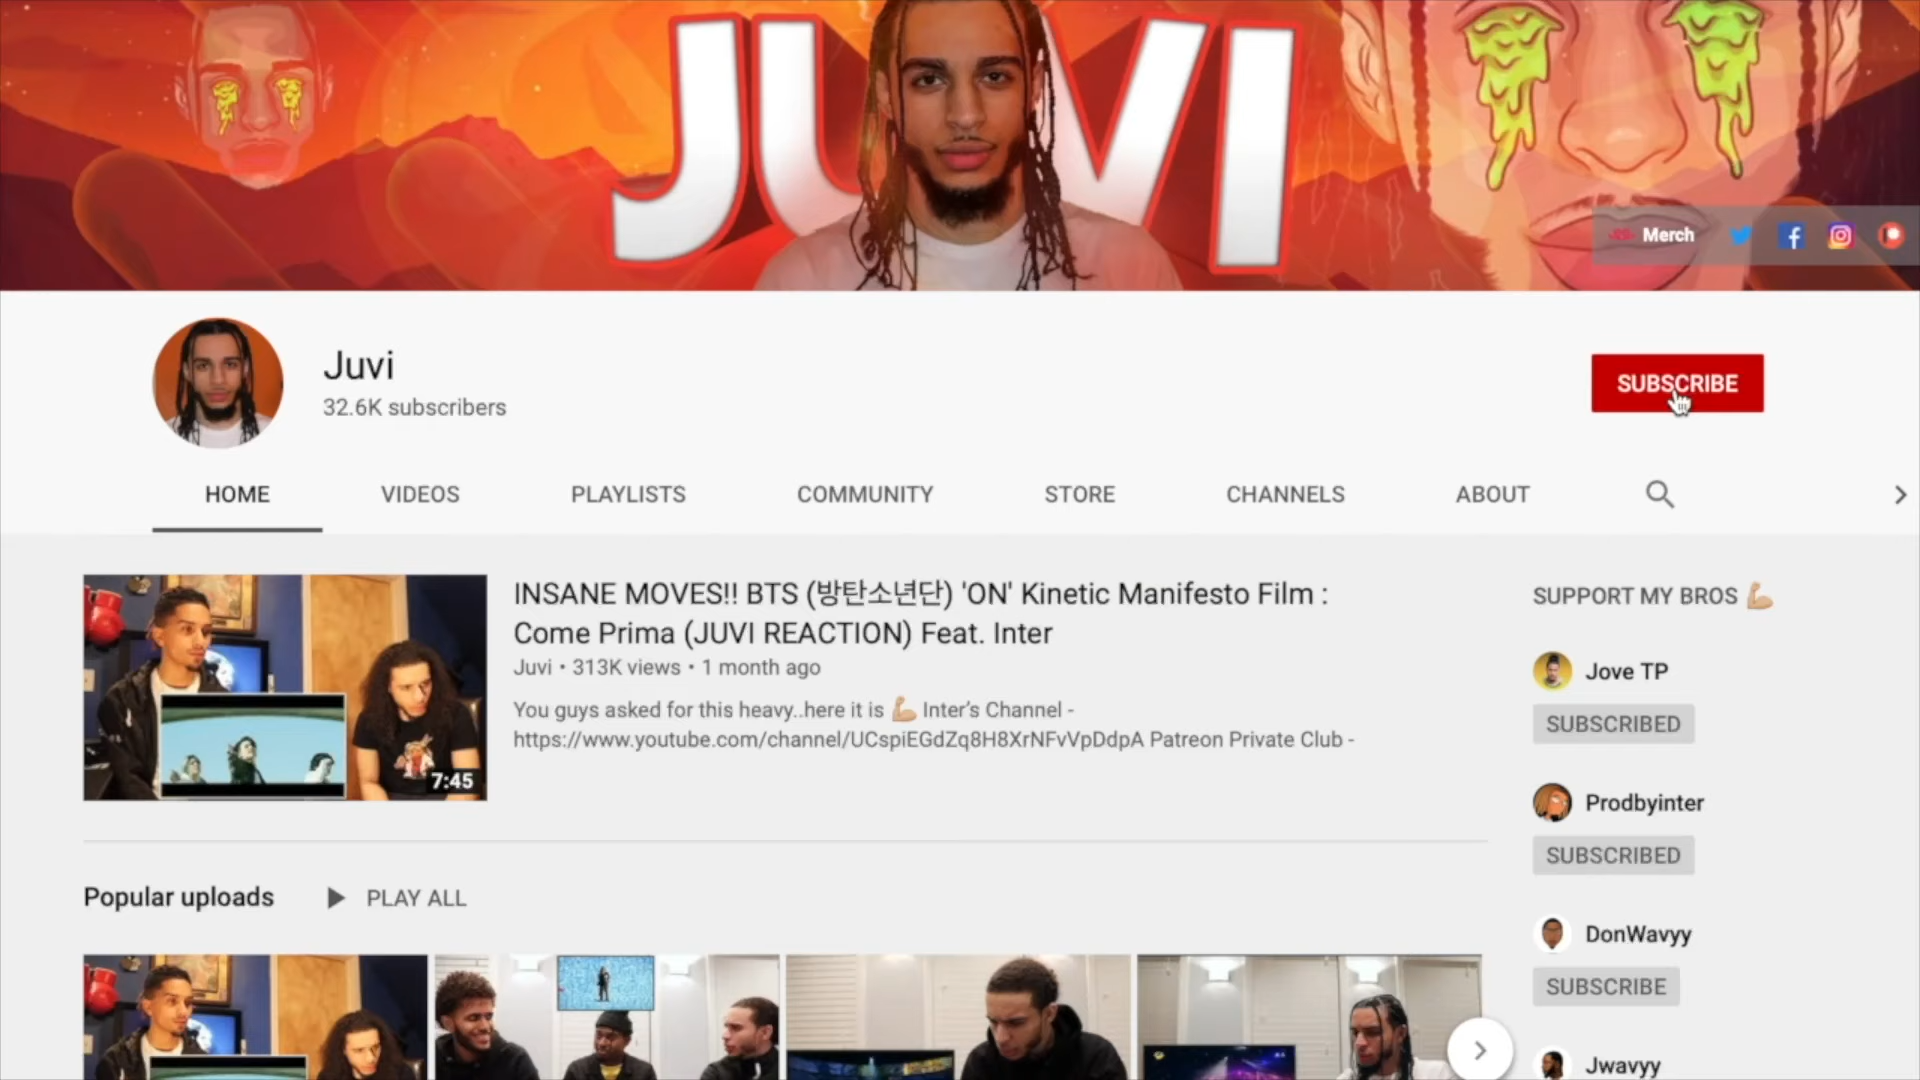 JUVI
Merch
Juvi
32.6K subscribers
SUBSCRIBE
HOME
VIDEOS
PLAYLISTS
COMMUNITY
STORE
CHANNELS
ABOUT
INSANE MOVES!! BTS (방탄소년단) 'ON' Kinetic Manifesto Film :
Come Prima (JUVI REACTION) Feat. Inter
Juvi • 313K views • 1 month ago
You guys asked for this heavy..here it is 💪🏼 Inter's Channel -
https://www.youtube.com/channel/UCspiEGdZq8H8XrNFvVpDdpA Patreon Private Club -
7:45
SUPPORT MY BROS 💪🏼
Jove TP
SUBSCRIBED
Prodbyinter
SUBSCRIBED
DonWavyy
SUBSCRIBE
Jwavyy
Popular uploads
PLAY ALL